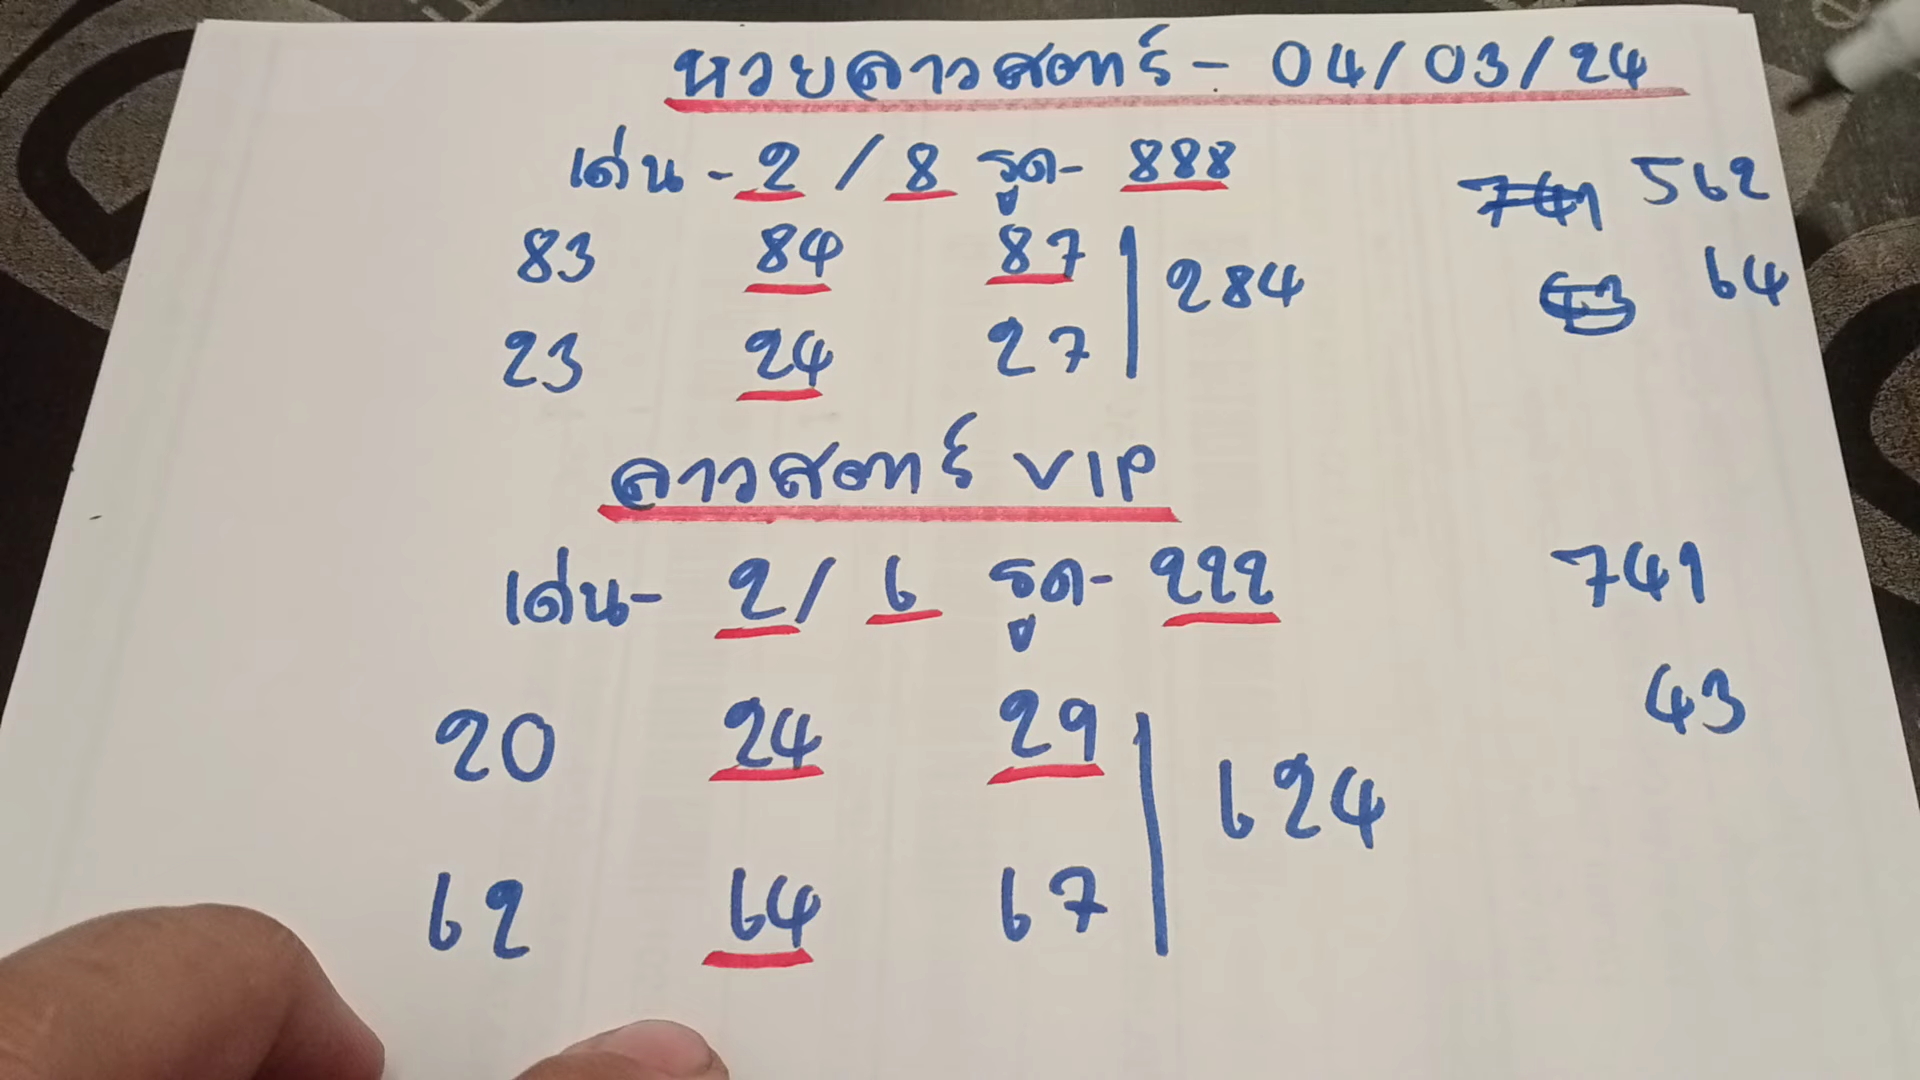 หวยลาวสตาร์ - 04/03/24
เด่น - 2 / 8 รูด - 888
741 562
83 84 87 284
43 64
23 24 27
ลาวสตาร์ VIP
เด่น - 2 / 6 รูด - 222
741
43
20 24 29 624
62 64 67